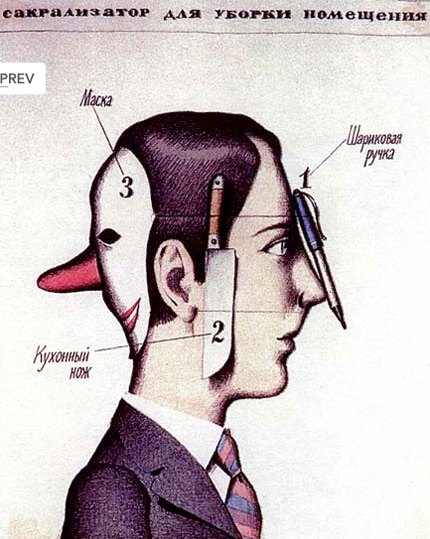 сакрализатор для уборки помещения
PREV
Маска
Шариковая
ручка
1
3
2
Кухонный
нож